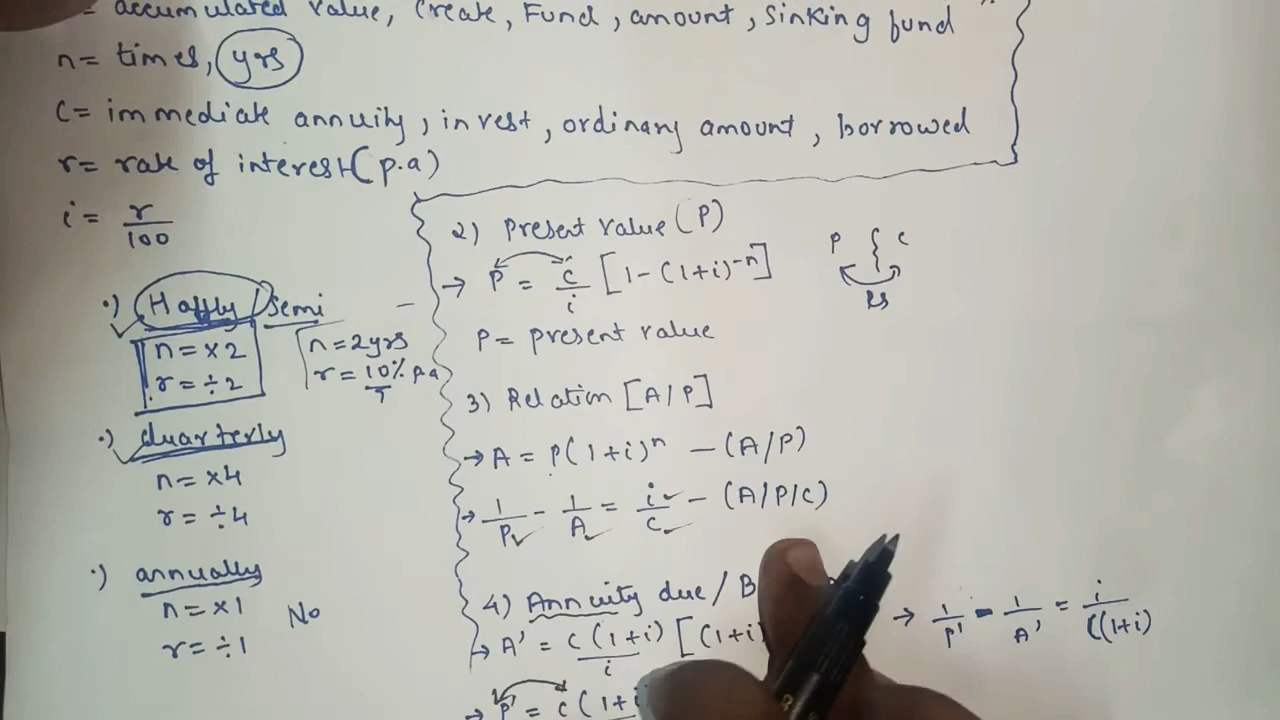 = accumulated value, Create, Fund, amount, Sinking fund
n= times, yrs
C= immediate annuity, invest, ordinary amount, borrowed
r= rate of interest (p.a)
i = r/100
•) Haffly / Semi
n = ×2
r = ÷2
n = 2yrs
r = 10% p.a
•) Quarterly
n = ×4
r = ÷4
•) annually
n = ×1
r = ÷1
No
2) Present value (P)
→ P = C/i [1-(1+i)^-n]
P = present value
P { C
Rs
3) Relation [A/P]
→ A = P(1+i)^n - (A/P)
→ 1/P - 1/A = i/C - (A/P/C)
4) Annuity due / B
→ A' = C(1+i)/i [(1+i)
→ P' = C(1+i
→ 1/P' - 1/A' = i/C(1+i)